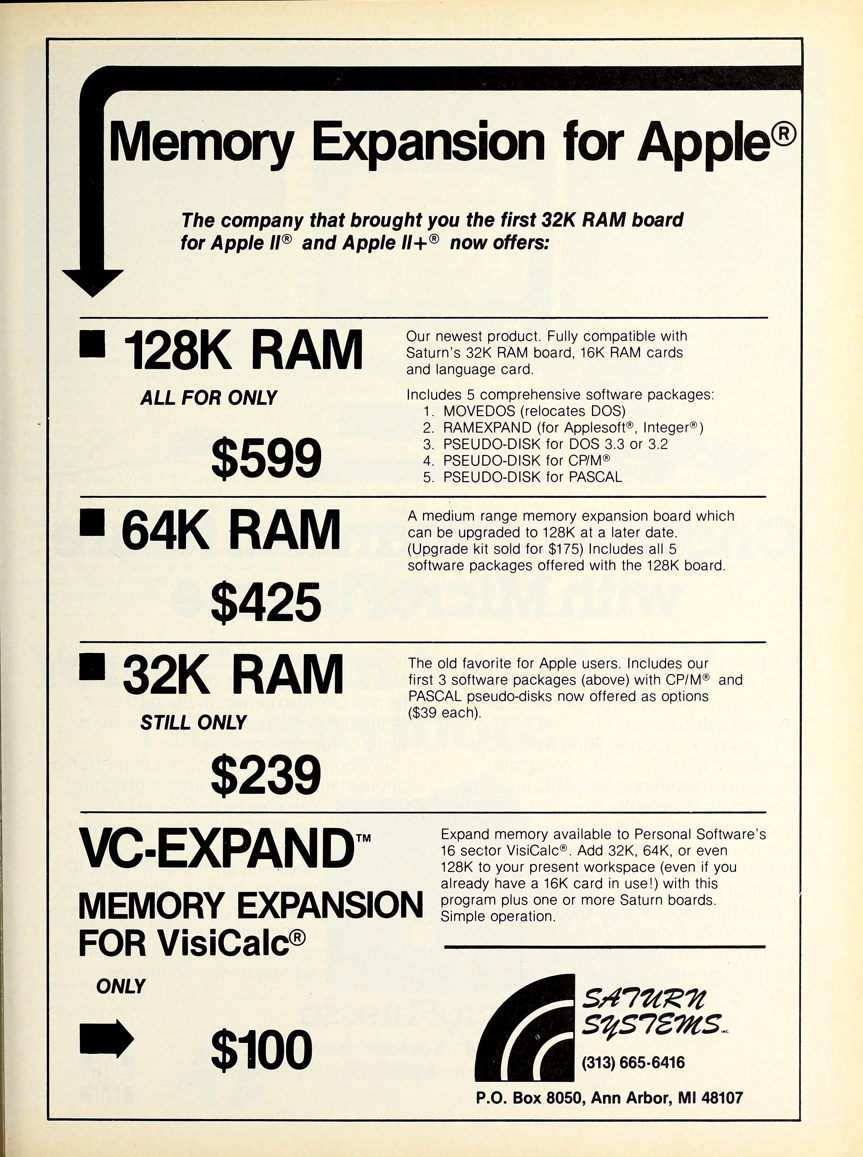 Memory Expansion for Apple®
The company that brought you the first 32K RAM board
for Apple II® and Apple II+® now offers:
128K RAM
ALL FOR ONLY
$599
Our newest product. Fully compatible with
Saturn's 32K RAM board, 16K RAM cards
and language card.
Includes 5 comprehensive software packages:
1. MOVEDOS (relocates DOS)
2. RAMEXPAND (for Applesoft®, Integer®)
3. PSEUDO-DISK for DOS 3.3 or 3.2
4. PSEUDO-DISK for CP/M®
5. PSEUDO-DISK for PASCAL
64K RAM
$425
A medium range memory expansion board which
can be upgraded to 128K at a later date.
(Upgrade kit sold for $175) Includes all 5
software packages offered with the 128K board.
32K RAM
STILL ONLY
$239
The old favorite for Apple users. Includes our
first 3 software packages (above) with CP/M® and
PASCAL pseudo-disks now offered as options
($39 each).
VC-EXPAND™
MEMORY EXPANSION
FOR VisiCalc®
ONLY
$100
Expand memory available to Personal Software's
16 sector VisiCalc®. Add 32K, 64K, or even
128K to your present workspace (even if you
already have a 16K card in use!) with this
program plus one or more Saturn boards.
Simple operation.
SATURN
SYSTEMS INC.
(313) 665-6416
P.O. Box 8050, Ann Arbor, MI 48107